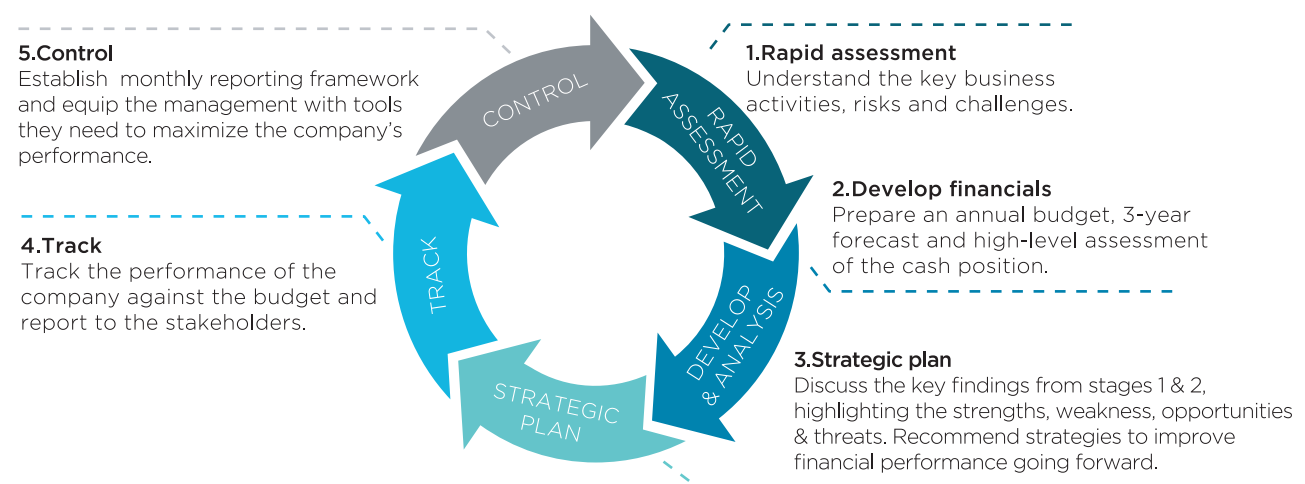 5.Control
Establish monthly reporting framework
and equip the management with tools
they need to maximize the company's
performance.
CONTROL
1.Rapid assessment
Understand the key business
activities, risks and challenges.
RAPID
ASSESSMENT
2.Develop financials
Prepare an annual budget, 3-year
forecast and high-level assessment
of the cash position.
4.Track
Track the performance of the
company against the budget and
report to the stakeholders.
TRACK
DEVELOP
& ANALYSIS
3.Strategic plan
Discuss the key findings from stages 1 & 2,
highlighting the strengths, weakness, opportunities
& threats. Recommend strategies to improve
financial performance going forward.
STRATEGIC
PLAN